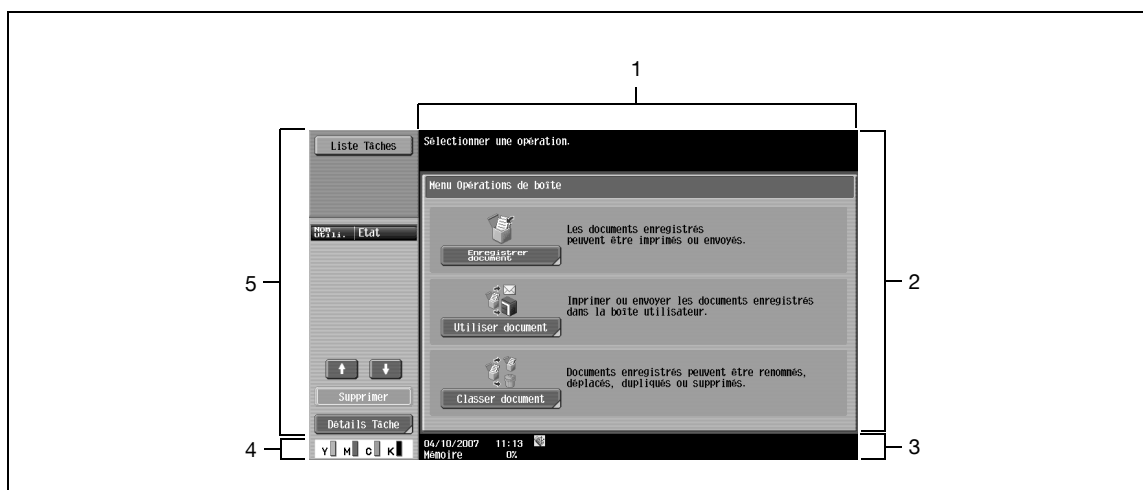 1
Liste Tâches
Sélectionner une opération.
Menu Opérations de boîte
Nom
Utili.
Etat
Les documents enregistrés
peuvent être imprimés ou envoyés.
Enregistrer
document
5
2
Inprimer ou envoyer les documents enregistrés
dans la boîte utilisateur.
Utiliser document
Documents enregistrés peuvent être renommés,
déplacés, dupliqués ou supprimés.
Supprimer
Classer document
Détails Tâche
4
Y M C K
04/10/2007 11:13
Mémoire 0%
3